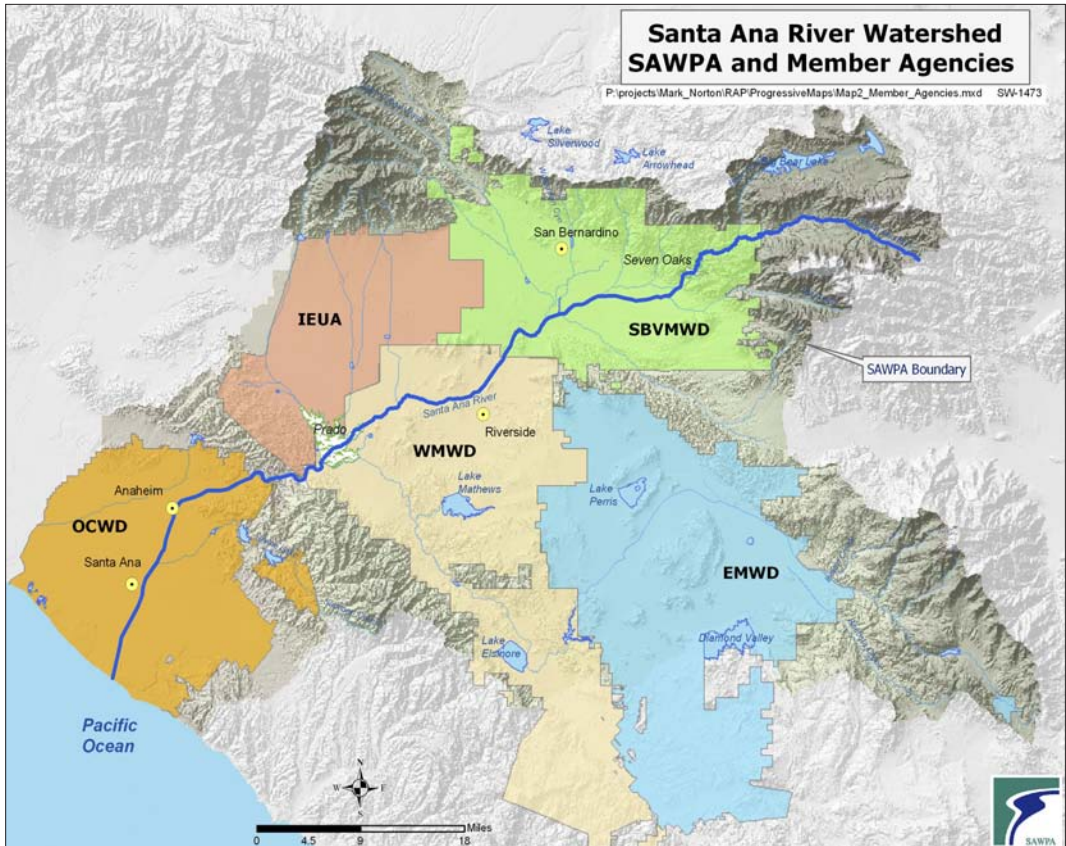 Santa Ana River Watershed
SAWPA and Member Agencies
P:\projects\Mark_Norton\RAP\ProgressiveMaps\Map2_Member_Agencies.mxd SW-1473
Lake
Silverwood
Lake
Arrowhead
Big Bear Lake
San Bernardino
Seven Oaks
IEUA
SBVMWD
SAWPA Boundary
Santa Ana River
Prado
Riverside
WMWD
Lake
Mathews
Lake
Perris
Anaheim
OCWD
Santa Ana
EMWD
Diamond Valley
Lake
Elsinore
Pacific
Ocean
N
W E
S
Miles
0 4.5 9 18
SAWPA